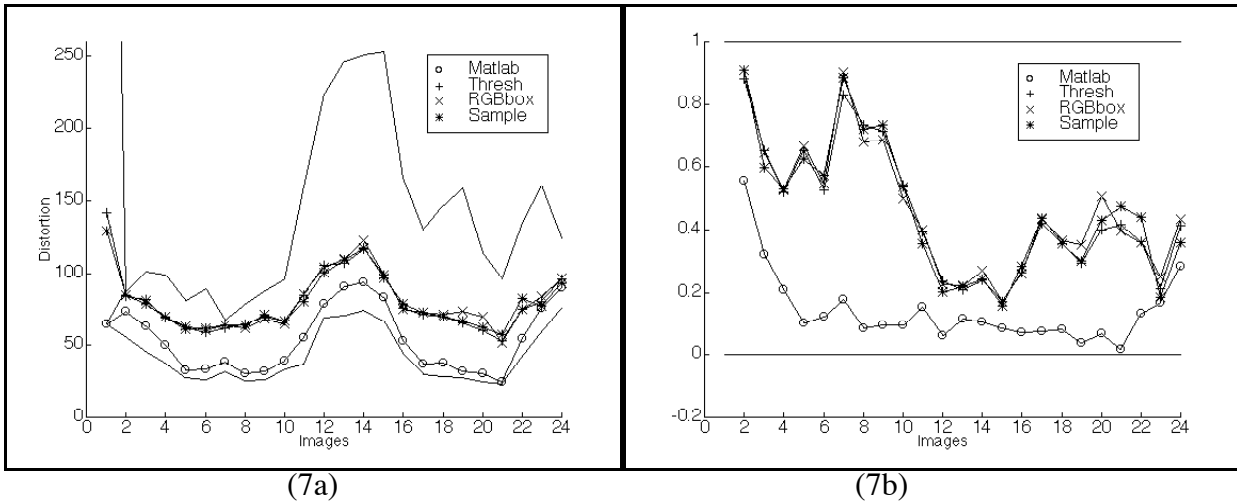 250
200
150
100
50
0
Distortion
0 2 4 6 8 10 12 14 16 18 20 22 24
Images
Matlab
Thresh
RGBbox
Sample
(7a)
1
0.8
0.6
0.4
0.2
0
-0.2
0 2 4 6 8 10 12 14 16 18 20 22 24
Images
Matlab
Thresh
RGBbox
Sample
(7b)